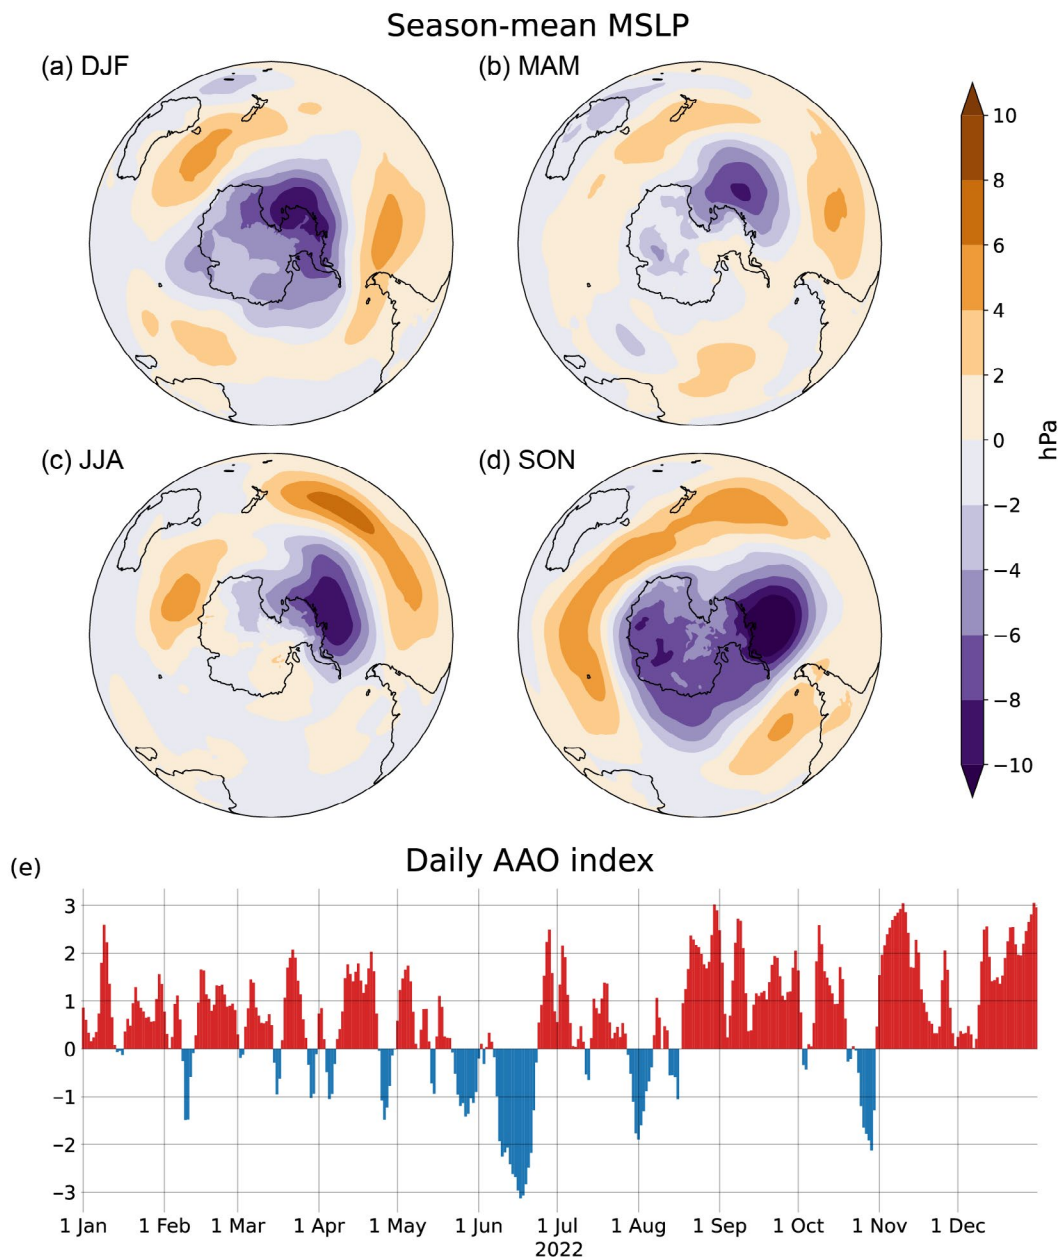 Season-mean MSLP
(a) DJF
(b) MAM
10
8
6
4
2
0
−2
−4
−6
−8
−10
hPa
(c) JJA
(d) SON
(e)
Daily AAO index
3
2
1
0
−1
−2
−3
1 Jan 1 Feb 1 Mar 1 Apr 1 May 1 Jun 1 Jul 1 Aug 1 Sep 1 Oct 1 Nov 1 Dec
2022